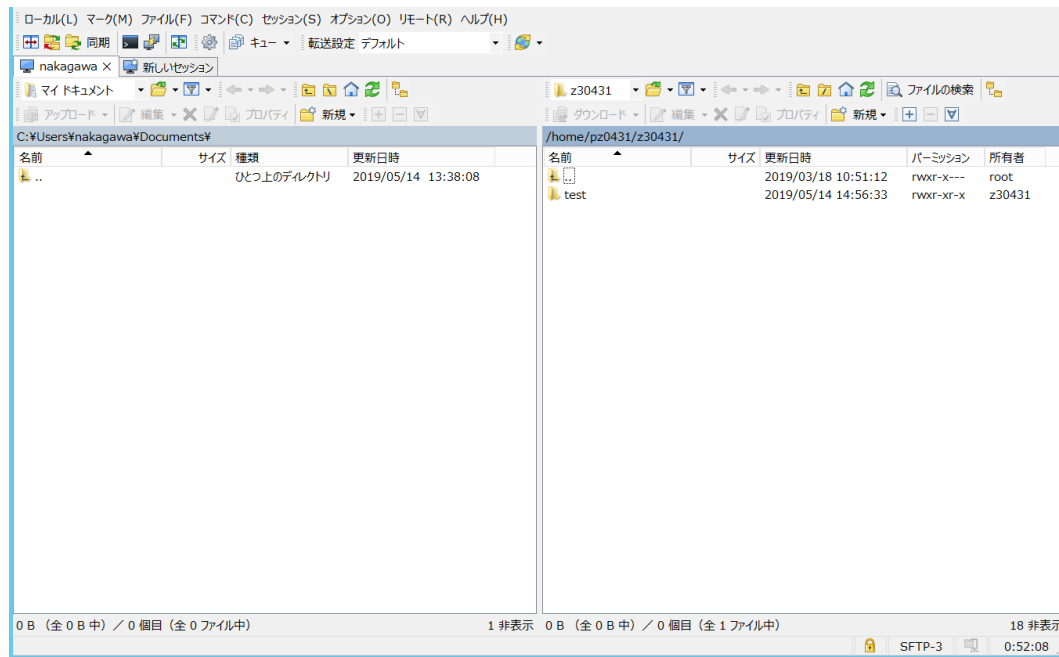 ローカル(L) マーク(M) ファイル(F) コマンド(C) セッション(S) オプション(O) リモート(R) ヘルプ(H)
同期 キュー 転送設定 デフォルト
nakagawa × 新しいセッション
マイ ドキュメント z30431 ファイルの検索
アップロード 編集 プロパティ 新規 ダウンロード 編集 プロパティ 新規
C:¥Users¥nakagawa¥Documents¥ /home/pz0431/z30431/
名前 サイズ 種類 更新日時 名前 サイズ 更新日時 パーミッション 所有者
.. ひとつ上のディレクトリ 2019/05/14 13:38:08 .. 2019/03/18 10:51:12 rwxr-x--- root
test 2019/05/14 14:56:33 rwxr-xr-x z30431
0 B （全 0 B 中）／ 0 個目（全 0 ファイル中） 1 非表示 0 B （全 0 B 中）／ 0 個目（全 1 ファイル中） 18 非表示
SFTP-3 0:52:08